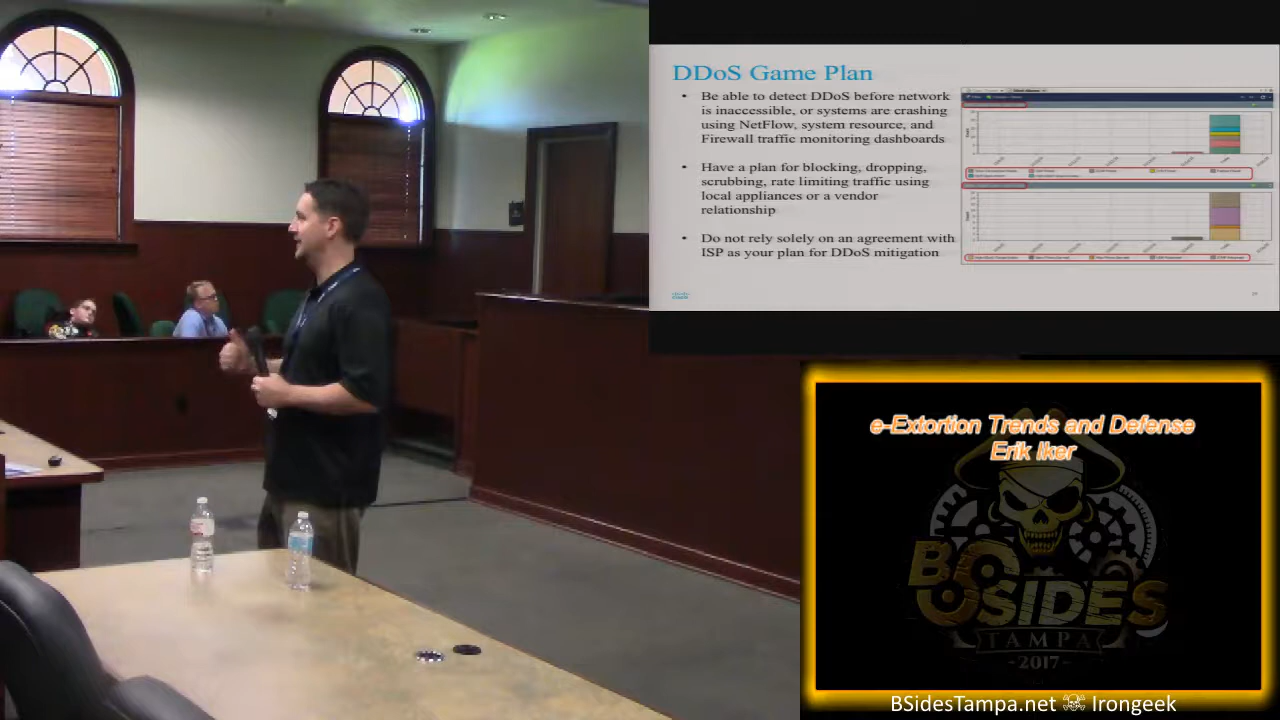 DDoS Game Plan
• Be able to detect DDoS before network
is inaccessible, or systems are crashing
using NetFlow, system resource, and
Firewall traffic monitoring dashboards
• Have a plan for blocking, dropping,
scrubbing, rate limiting traffic using
local appliances or a vendor
relationship
• Do not rely solely on an agreement with
ISP as your plan for DDoS mitigation
e-Extortion Trends and Defense
Erik Iker
BSIDES
TAMPA
-2017-
BSidesTampa.net ☠ Irongeek